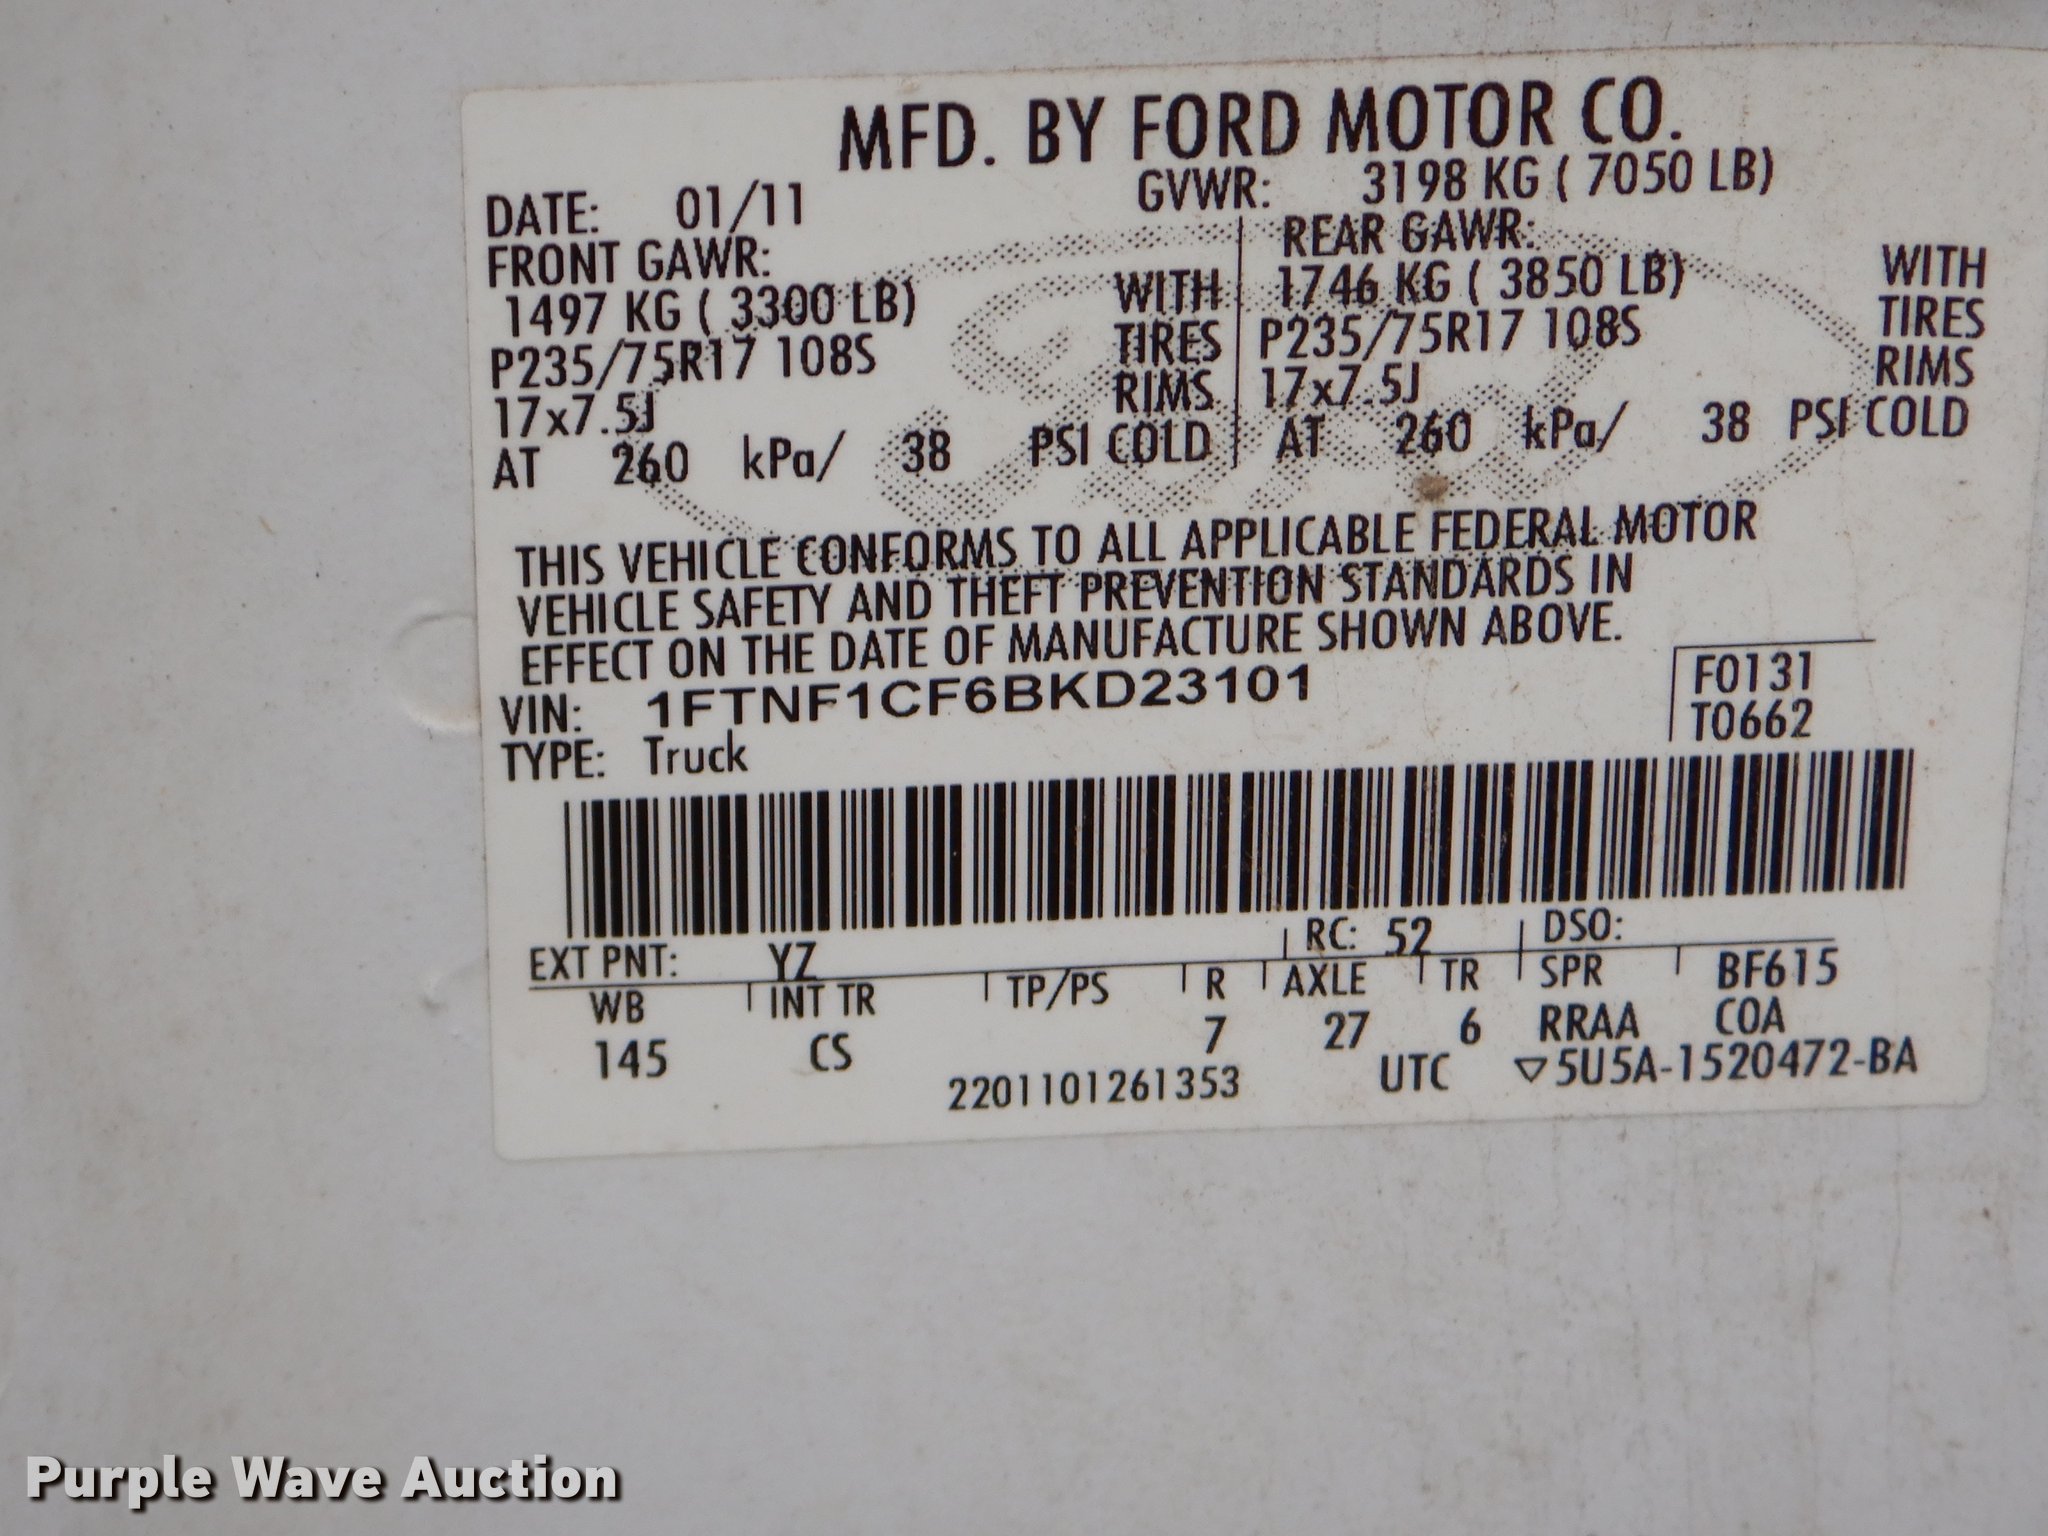 MFD. BY FORD MOTOR CO.
DATE: 01/11 GVWR: 3198 KG ( 7050 LB)
FRONT GAWR: REAR GAWR:
1497 KG ( 3300 LB) WITH 1746 KG ( 3850 LB) WITH
P235/75R17 108S TIRES P235/75R17 108S TIRES
17x7.5J RIMS 17x7.5J RIMS
AT 260 kPa/ 38 PSI COLD AT 260 kPa/ 38 PSI COLD
THIS VEHICLE CONFORMS TO ALL APPLICABLE FEDERAL MOTOR
VEHICLE SAFETY AND THEFT PREVENTION STANDARDS IN
EFFECT ON THE DATE OF MANUFACTURE SHOWN ABOVE.
VIN: 1FTNF1CF6BKD23101 F0131
TYPE: Truck T0662
EXT PNT: YZ RC: 52 DSO:
WB INT TR TP/PS R AXLE TR SPR BF615
145 CS 7 27 6 RRAA COA
2201101261353 UTC ▽5U5A-1520472-BA
Ford
Purple Wave Auction